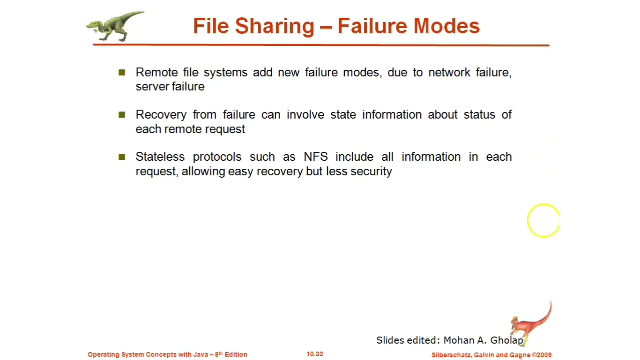 File Sharing – Failure Modes
Remote file systems add new failure modes, due to network failure,
server failure
Recovery from failure can involve state information about status of
each remote request
Stateless protocols such as NFS include all information in each
request, allowing easy recovery but less security
Slides edited: Mohan A. Gholap
Operating System Concepts with Java – 8th Edition
10.32
Silberschatz, Galvin and Gagne ©2009